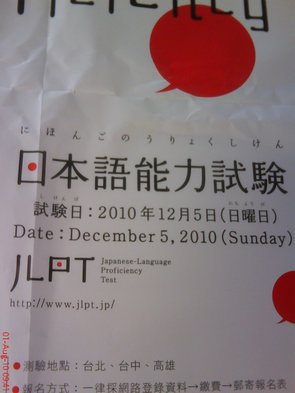 にほんごのうりょくしけん
日本語能力試験
試験日：2010年12月5日(日曜日)
Date：December 5, 2010 (Sunday)
JLPT Japanese-Language
Proficiency
Test
http://www.jlpt.jp/
●測驗地點：台北、台中、高雄
●報名方式：一律採網路登錄資料→繳費→郵寄報名表
01-Aug-10